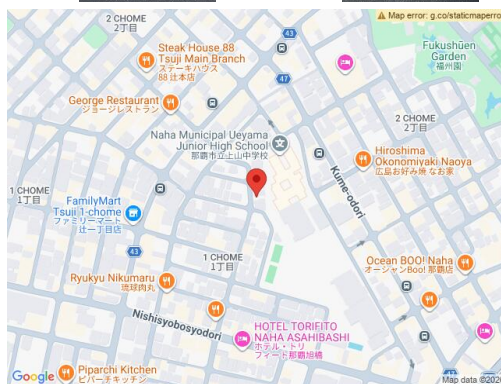 ⚠ Map error: g.co/staticmaperro
2 CHOME
2丁目
43
Steak House 88
Tsuji Main Branch
ステーキハウス
88 辻本店
47
Fukushūen
Garden
福州園
George Restaurant
ジョージレストラン
2 CHOME
2丁目
Naha Municipal Ueyama
Junior High School
那覇市立上山中学校
Hiroshima
Okonomiyaki Naoya
広島お好み焼 なお家
1 CHOME
1丁目
Kume-odori
FamilyMart
Tsuji 1-chome
ファミリーマート
辻一丁目店
43
1 CHOME
1丁目
Ocean BOO! Naha
オーシャンBoo! 那覇店
Ryukyu Nikumaru
琉球肉丸
Nishisyobosyodori
HOTEL TORIFITO
NAHA ASAHIBASHI
ホテル・トリ
フィート那覇旭橋
43
Piparchi Kitchen
ピパーチキッチン
Google
Map data ©202